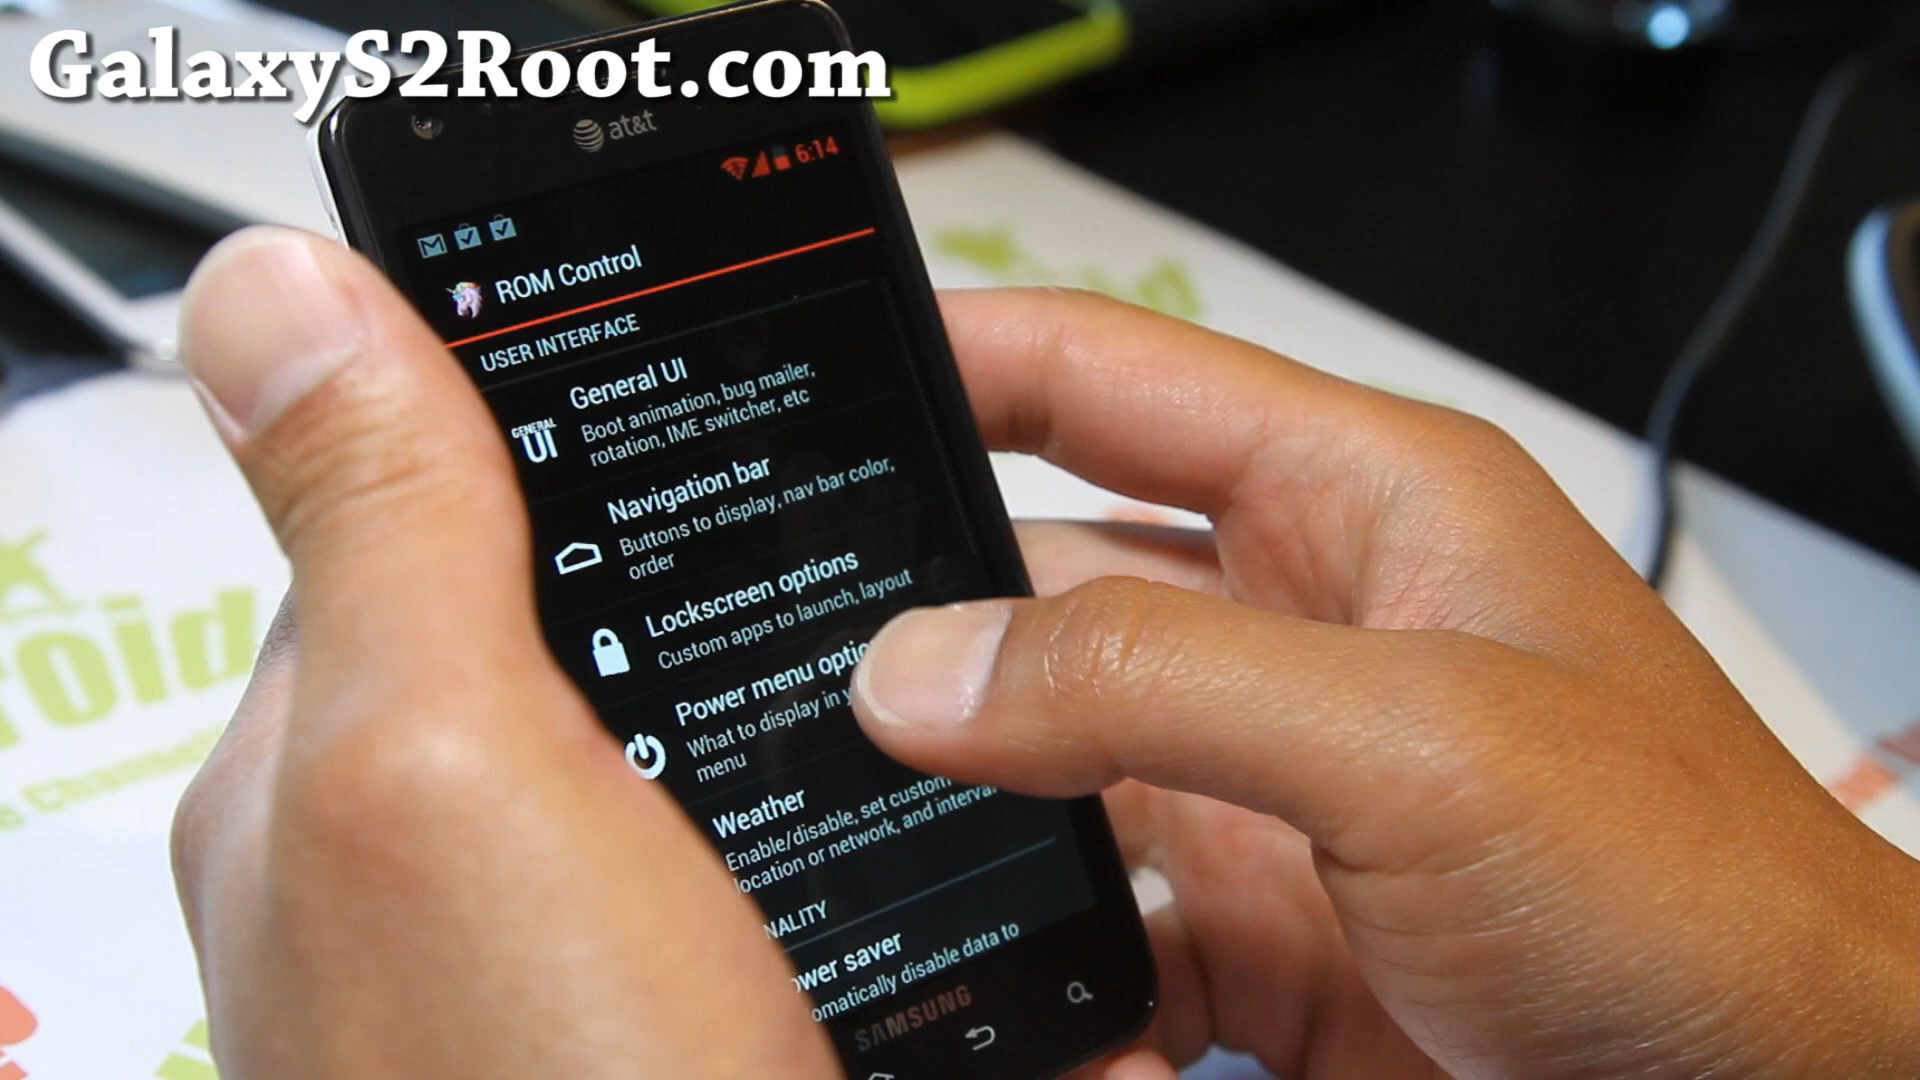 GalaxyS2Root.com
at&t
6:14
ROM Control
USER INTERFACE
General UI
Boot animation, bug mailer,
rotation, IME switcher, etc
GENERAL
UI
Navigation bar
Buttons to display, nav bar color,
order
Lockscreen options
Custom apps to launch, layout
Power menu
What to display in
menu
Weather
Enable/disable, set custom
location or network, and
saver
disable data to
SAMSUNG